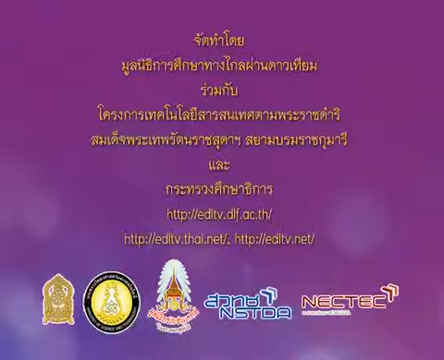 จัดทำโดย
มูลนิธิการศึกษาทางไกลผ่านดาวเทียม
ร่วมกับ
โครงการเทคโนโลยีสารสนเทศตามพระราชดำริ
สมเด็จพระเทพรัตนราชสุดาฯ สยามบรมราชกุมารี
และ
กระทรวงศึกษาธิการ
http://edltv.dlf.ac.th/
http://edltv.thai.net/, http://edltv.net/
สวทช NSTDA
NECTEC